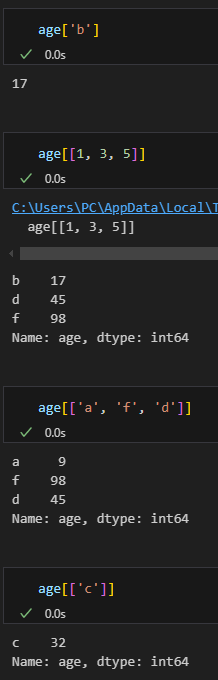 age['b']
0.0s
17
age[[1, 3, 5]]
0.0s
C:\Users\PC\AppData\Local\T
age[[1, 3, 5]]
b 17
d 45
f 98
Name: age, dtype: int64
age[['a', 'f', 'd']]
0.0s
a 9
f 98
d 45
Name: age, dtype: int64
age[['c']]
0.0s
c 32
Name: age, dtype: int64